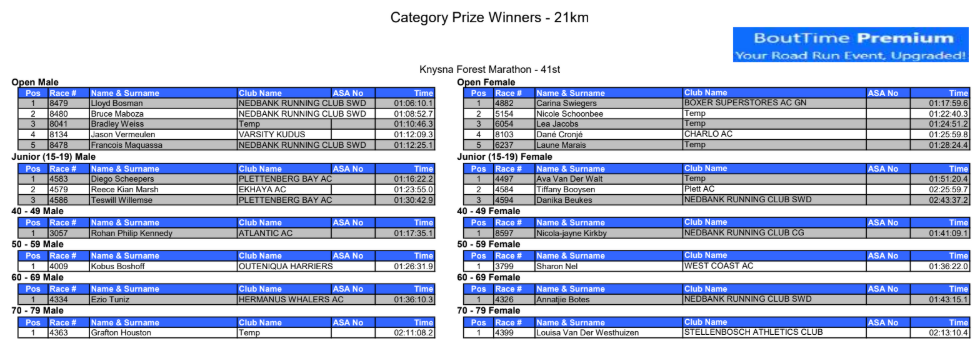 Category Prize Winners - 21km
BoutTime Premium
Your Road Run Event, Upgraded!
Knysna Forest Marathon - 41st
Open Male
Pos Race # Name & Surname Club Name ASA No Time
1 8479 Lloyd Bosman NEDBANK RUNNING CLUB SWD 01:06:10.1
2 8480 Bruce Maboza NEDBANK RUNNING CLUB SWD 01:08:52.7
3 8041 Bradley Weiss Temp 01:10:46.3
4 8134 Jason Vermeulen VARSITY KUDUS 01:12:09.3
5 8478 Francois Maquassa NEDBANK RUNNING CLUB SWD 01:12:25.1
Junior (15-19) Male
Pos Race # Name & Surname Club Name ASA No Time
1 4583 Diego Scheepers PLETTENBERG BAY AC 01:16:22.2
2 4579 Reece Kian Marsh EKHAYA AC 01:23:55.0
3 4586 Teswill Willemse PLETTENBERG BAY AC 01:30:42.9
40 - 49 Male
Pos Race # Name & Surname Club Name ASA No Time
1 3057 Rohan Philip Kennedy ATLANTIC AC 01:17:35.1
50 - 59 Male
Pos Race # Name & Surname Club Name ASA No Time
1 4009 Kobus Boshoff OUTENIQUA HARRIERS 01:26:31.9
60 - 69 Male
Pos Race # Name & Surname Club Name ASA No Time
1 4334 Ezio Tuniz HERMANUS WHALERS AC 01:36:10.3
70 - 79 Male
Pos Race # Name & Surname Club Name ASA No Time
1 4363 Grafton Houston Temp 02:11:08.2
Open Female
Pos Race # Name & Surname Club Name ASA No Time
1 4882 Carina Swiegers BOXER SUPERSTORES AC GN 01:17:59.6
2 5154 Nicole Schoonbee Temp 01:22:40.3
3 6054 Lea Jacobs Temp 01:24:51.2
4 8103 Dané Cronjé CHARLO AC 01:25:59.8
5 6237 Laune Marais Temp 01:28:24.4
Junior (15-19) Female
Pos Race # Name & Surname Club Name ASA No Time
1 4497 Ava Van Der Walt Temp 01:51:20.4
2 4584 Tiffany Booysen Plett AC 02:25:59.7
3 4594 Danika Beukes NEDBANK RUNNING CLUB SWD 02:43:37.2
40 - 49 Female
Pos Race # Name & Surname Club Name ASA No Time
1 8597 Nicola-jayne Kirkby NEDBANK RUNNING CLUB CG 01:41:09.1
50 - 59 Female
Pos Race # Name & Surname Club Name ASA No Time
1 3799 Sharon Nel WEST COAST AC 01:36:22.0
60 - 69 Female
Pos Race # Name & Surname Club Name ASA No Time
1 4326 Annatjie Botes NEDBANK RUNNING CLUB SWD 01:43:15.1
70 - 79 Female
Pos Race # Name & Surname Club Name ASA No Time
1 4399 Louisa Van Der Westhuizen STELLENBOSCH ATHLETICS CLUB 02:13:10.4